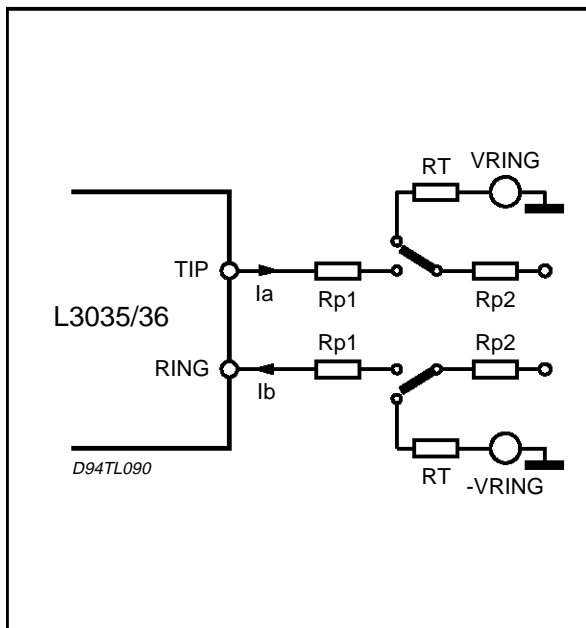 RT VRING
TIP
Ia
Rp1
Rp2
L3035/36
RING
Ib
Rp1
Rp2
D94TL090
RT
-VRING